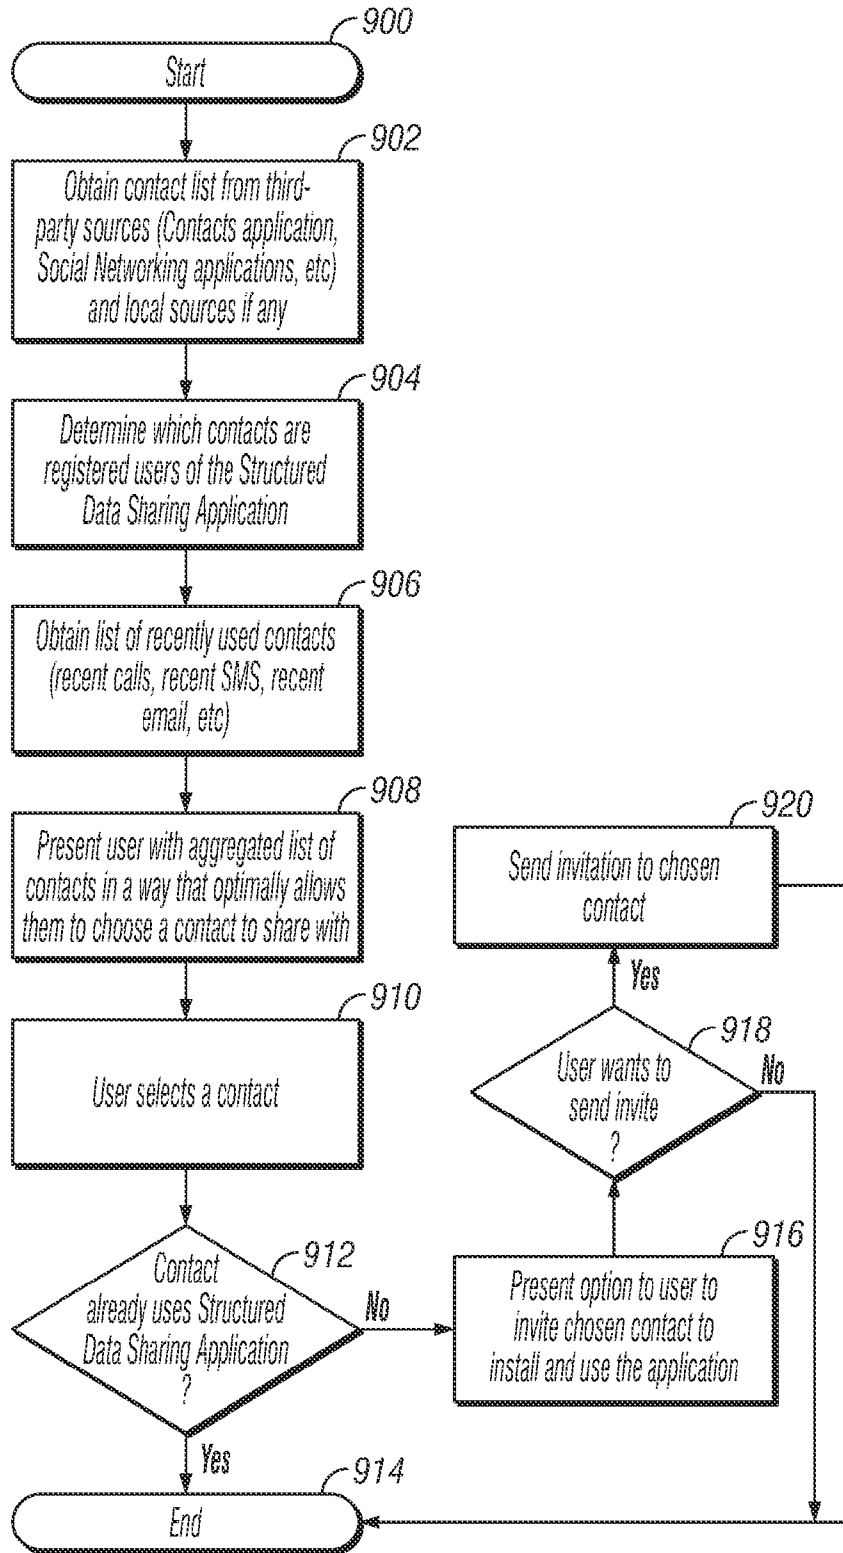 900
Start
902
Obtain contact list from third-
party sources (Contacts application,
Social Networking applications, etc)
and local sources if any
904
Determine which contacts are
registered users of the Structured
Data Sharing Application
906
Obtain list of recently used contacts
(recent calls, recent SMS, recent
email, etc)
908
Present user with aggregated list of
contacts in a way that optimally allows
them to choose a contact to share with
910
User selects a contact
912
Contact
already uses Structured
Data Sharing Application
?
No
Yes
914
End
916
Present option to user to
invite chosen contact to
install and use the application
918
User wants to
send invite
?
No
Yes
920
Send invitation to chosen
contact